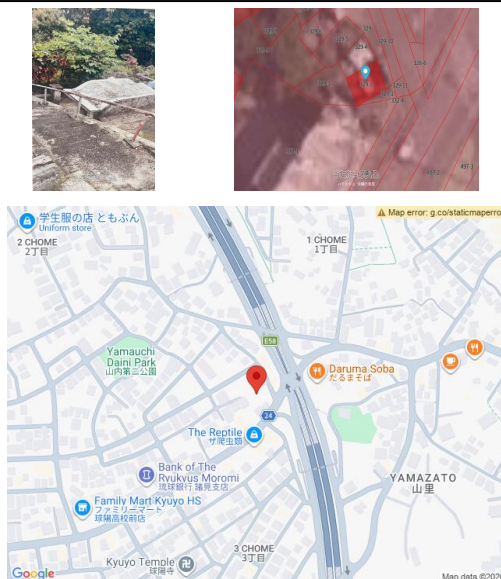 学生服の店 ともぶん
Uniform store
2 CHOME
2丁目
1 CHOME
1丁目
Map error: g.co/staticmaperro
E58
Yamauchi
Daini Park
山内第二公園
Daruma Soba
だるまそば
24
The Reptile
ザ爬虫類
Bank of The
Ryukyus Moromi
琉球銀行 諸見支店
YAMAZATO
山里
Family Mart Kyuyo HS
ファミリーマート
球陽高校前店
3 CHOME
3丁目
Kyuyo Temple
球陽寺
Google
Map data ©202